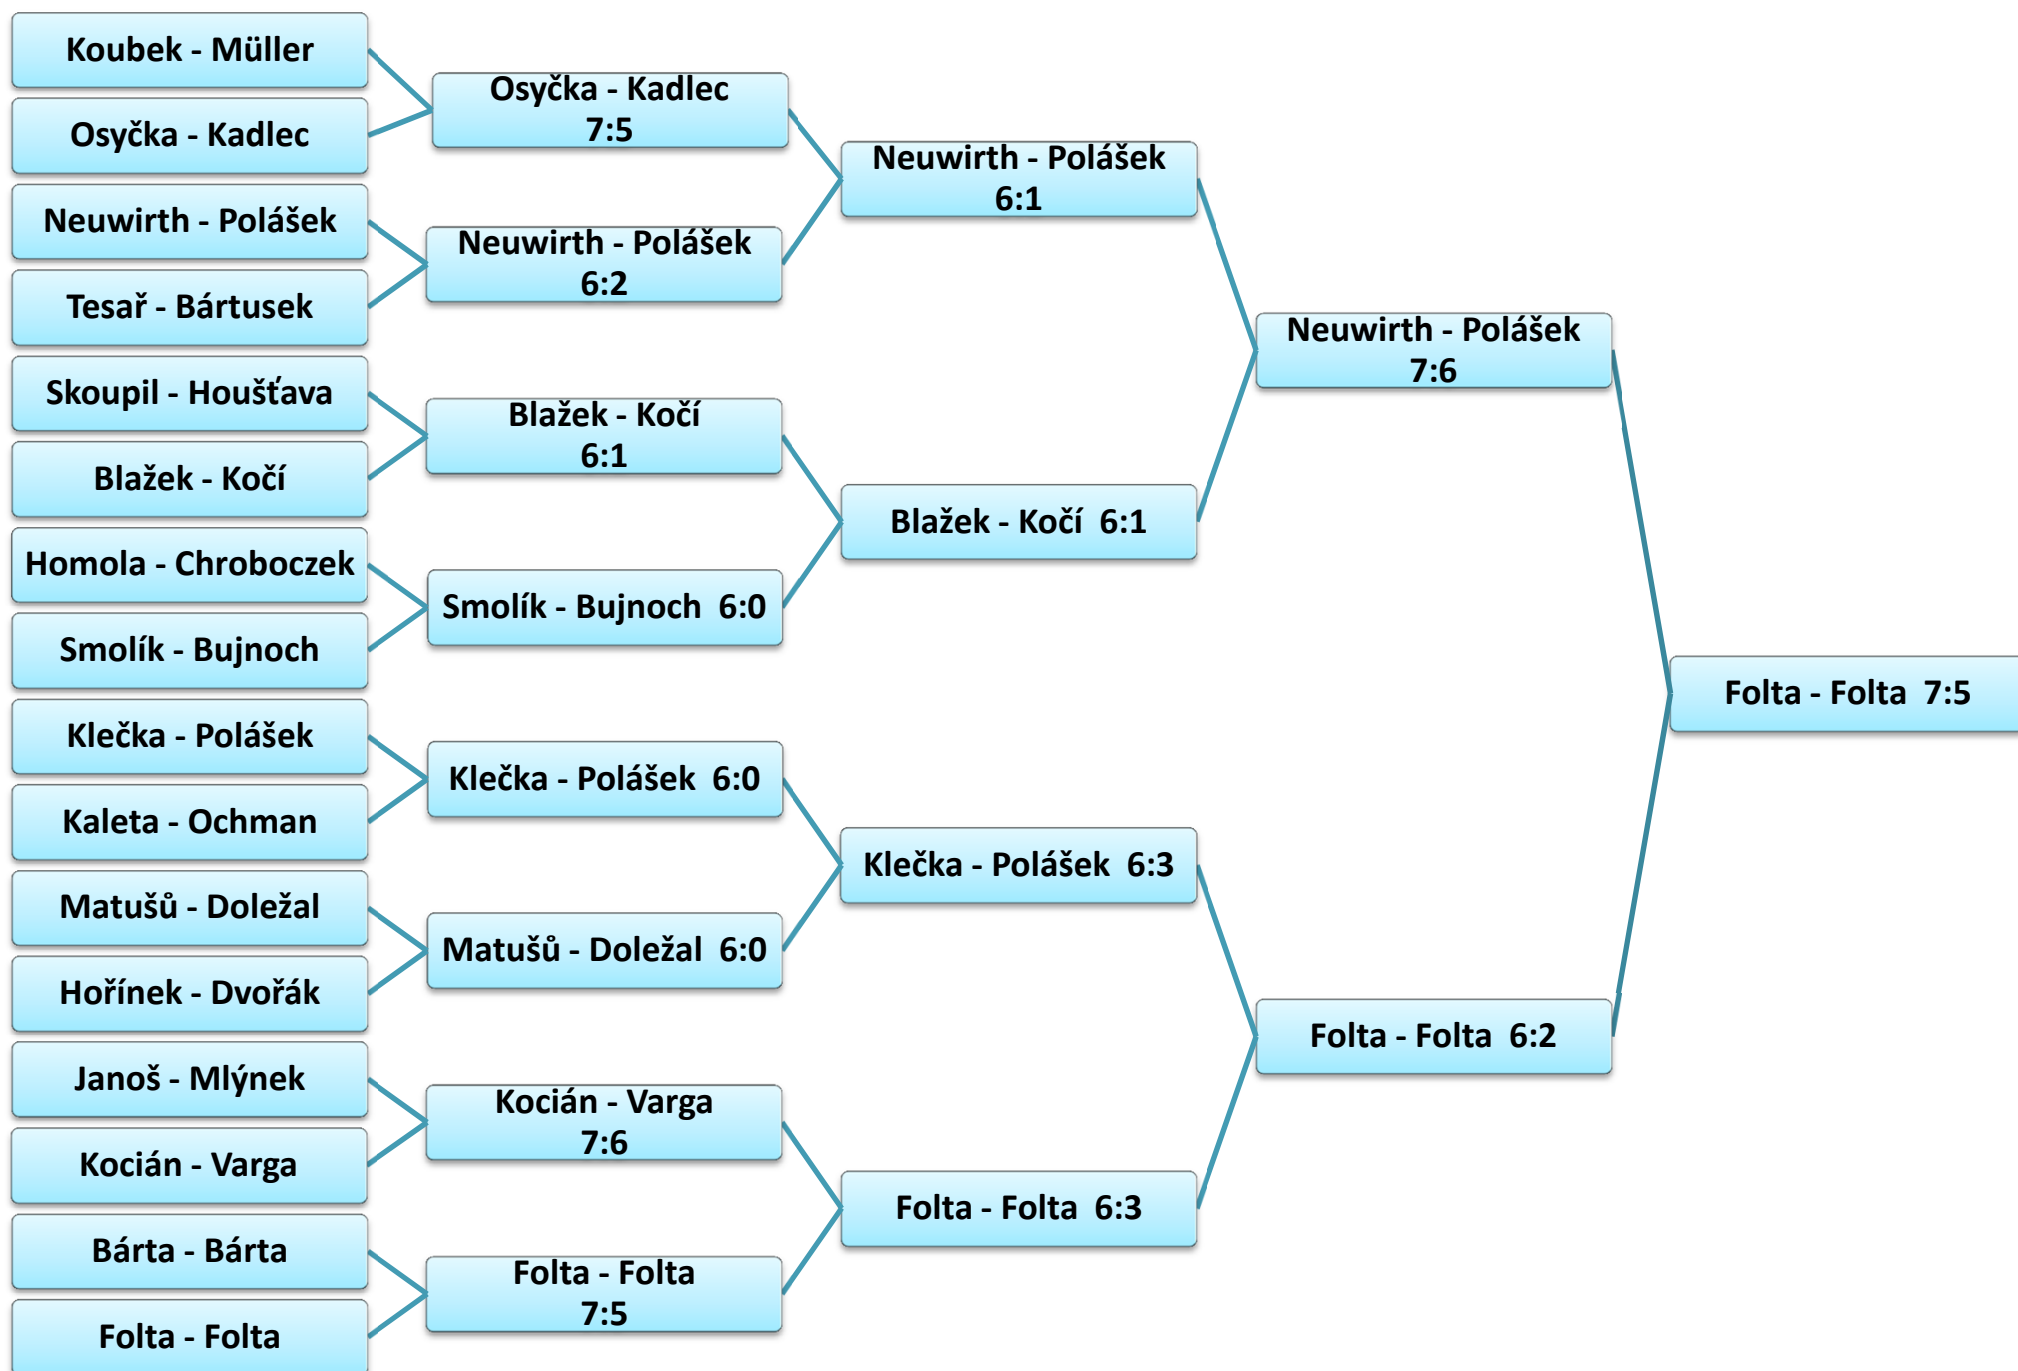 Koubek - Müller
Osyčka - Kadlec
Neuwirth - Polášek
Tesař - Bártusek
Skoupil - Houšťava
Blažek - Kočí
Homola - Chroboczek
Smolík - Bujnoch
Klečka - Polášek
Kaleta - Ochman
Matušů - Doležal
Hořínek - Dvořák
Janoš - Mlýnek
Kocián - Varga
Bárta - Bárta
Folta - Folta
Osyčka - Kadlec
7:5
Neuwirth - Polášek
6:2
Blažek - Kočí
6:1
Smolík - Bujnoch 6:0
Klečka - Polášek 6:0
Matušů - Doležal 6:0
Kocián - Varga
7:6
Folta - Folta
7:5
Neuwirth - Polášek
6:1
Blažek - Kočí 6:1
Klečka - Polášek 6:3
Folta - Folta 6:3
Neuwirth - Polášek
7:6
Folta - Folta 6:2
Folta - Folta 7:5